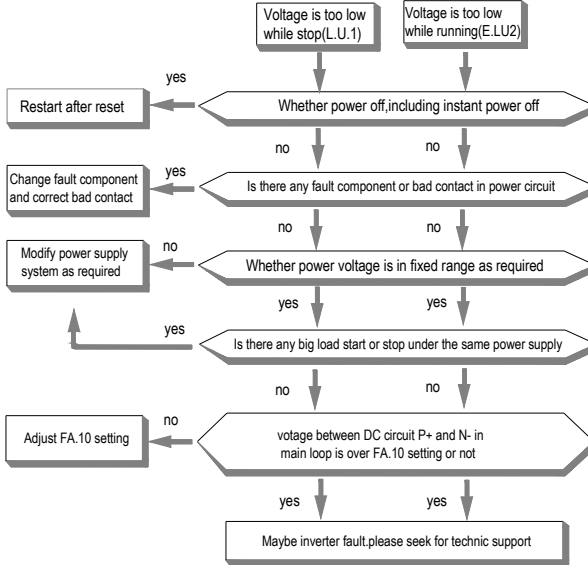 Voltage is too low
while stop(L.U.1)
Voltage is too low
while running(E.LU2)
yes
Restart after reset
Whether power off,including instant power off
no
no
yes
Change fault component
and correct bad contact
Is there any fault component or bad contact in power circuit
no
no
no
Modify power supply
system as required
Whether power voltage is in fixed range as required
yes
yes
yes
Is there any big load start or stop under the same power supply
no
no
no
Adjust FA.10 setting
votage between DC circuit P+ and N- in
main loop is over FA.10 setting or not
yes
yes
Maybe inverter fault.please seek for technic support